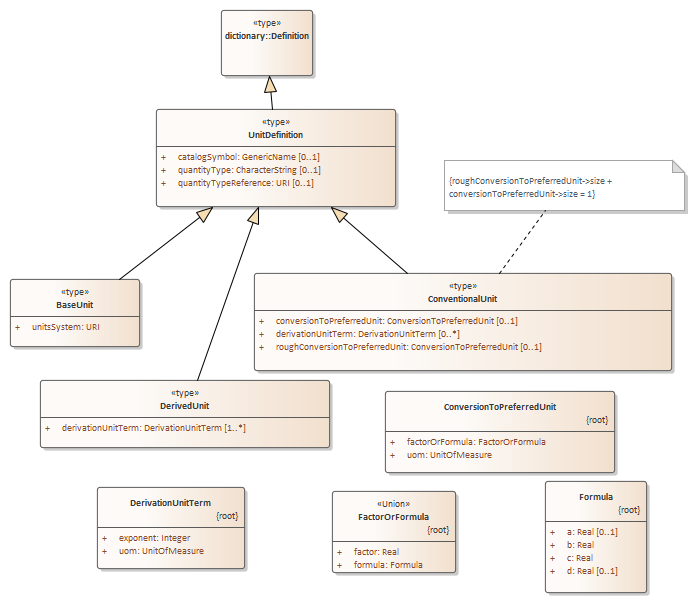 «type»
dictionary::Definition
«type»
UnitDefinition
+ catalogSymbol: GenericName [0..1]
+ quantityType: CharacterString [0..1]
+ quantityTypeReference: URI [0..1]
{roughConversionToPreferredUnit->size +
conversionToPreferredUnit->size = 1}
«type»
BaseUnit
+ unitsSystem: URI
«type»
ConventionalUnit
+ conversionToPreferredUnit: ConversionToPreferredUnit [0..1]
+ derivationUnitTerm: DerivationUnitTerm [0..*]
+ roughConversionToPreferredUnit: ConversionToPreferredUnit [0..1]
«type»
DerivedUnit
+ derivationUnitTerm: DerivationUnitTerm [1..*]
ConversionToPreferredUnit
{root}
+ factorOrFormula: FactorOrFormula
+ uom: UnitOfMeasure
DerivationUnitTerm
{root}
+ exponent: Integer
+ uom: UnitOfMeasure
«Union»
FactorOrFormula
{root}
+ factor: Real
+ formula: Formula
Formula
{root}
+ a: Real [0..1]
+ b: Real
+ c: Real
+ d: Real [0..1]